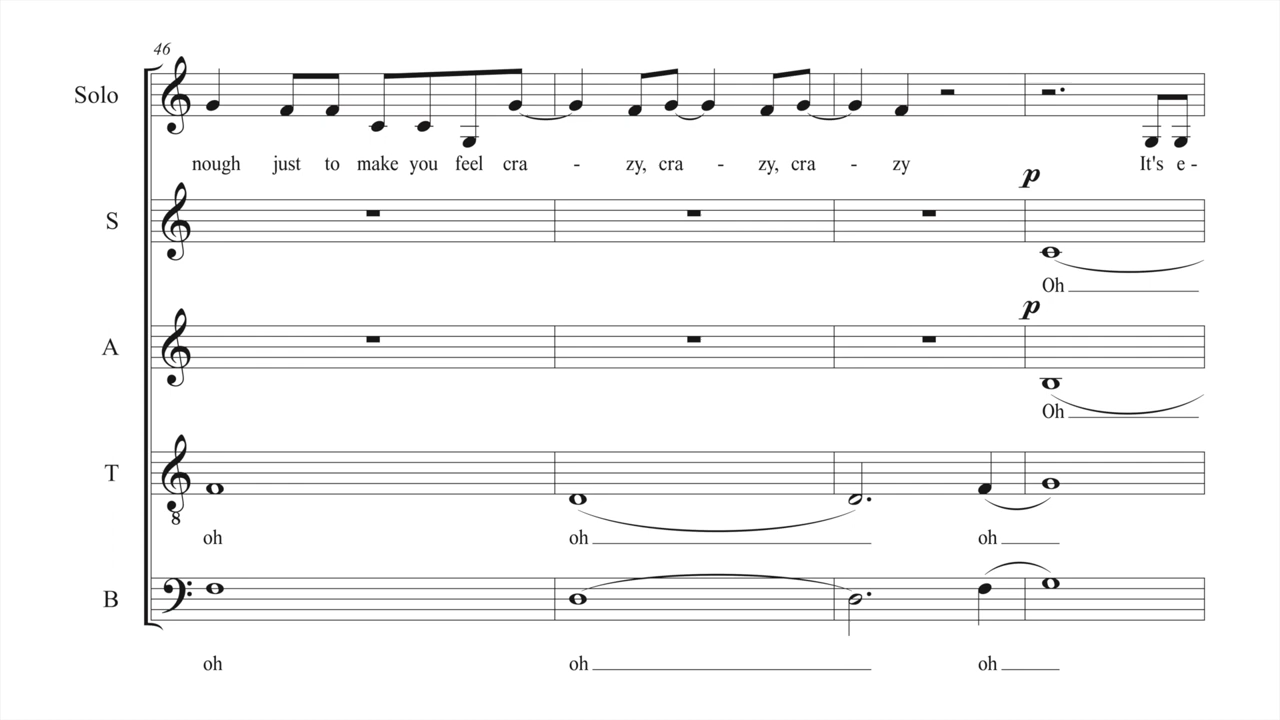 46
Solo
nough just to make you feel cra - zy, cra - zy, cra - zy It's e -
p
S
Oh
p
A
Oh
T
8
oh oh oh
B
oh oh oh